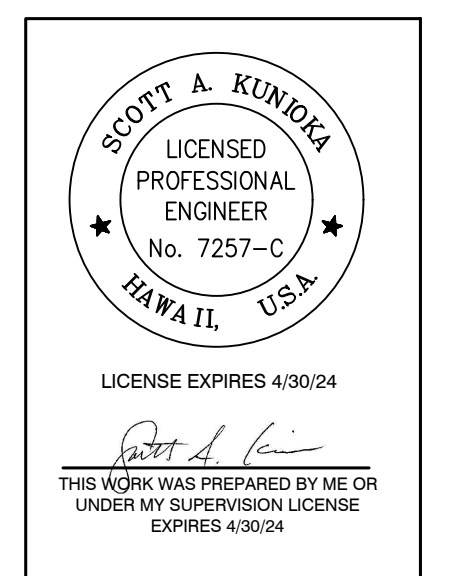 SCOTT A. KUNIOKA
LICENSED
PROFESSIONAL
ENGINEER
No. 7257-C
HAWAII, U.S.A.
LICENSE EXPIRES 4/30/24
THIS WORK WAS PREPARED BY ME OR
UNDER MY SUPERVISION LICENSE
EXPIRES 4/30/24